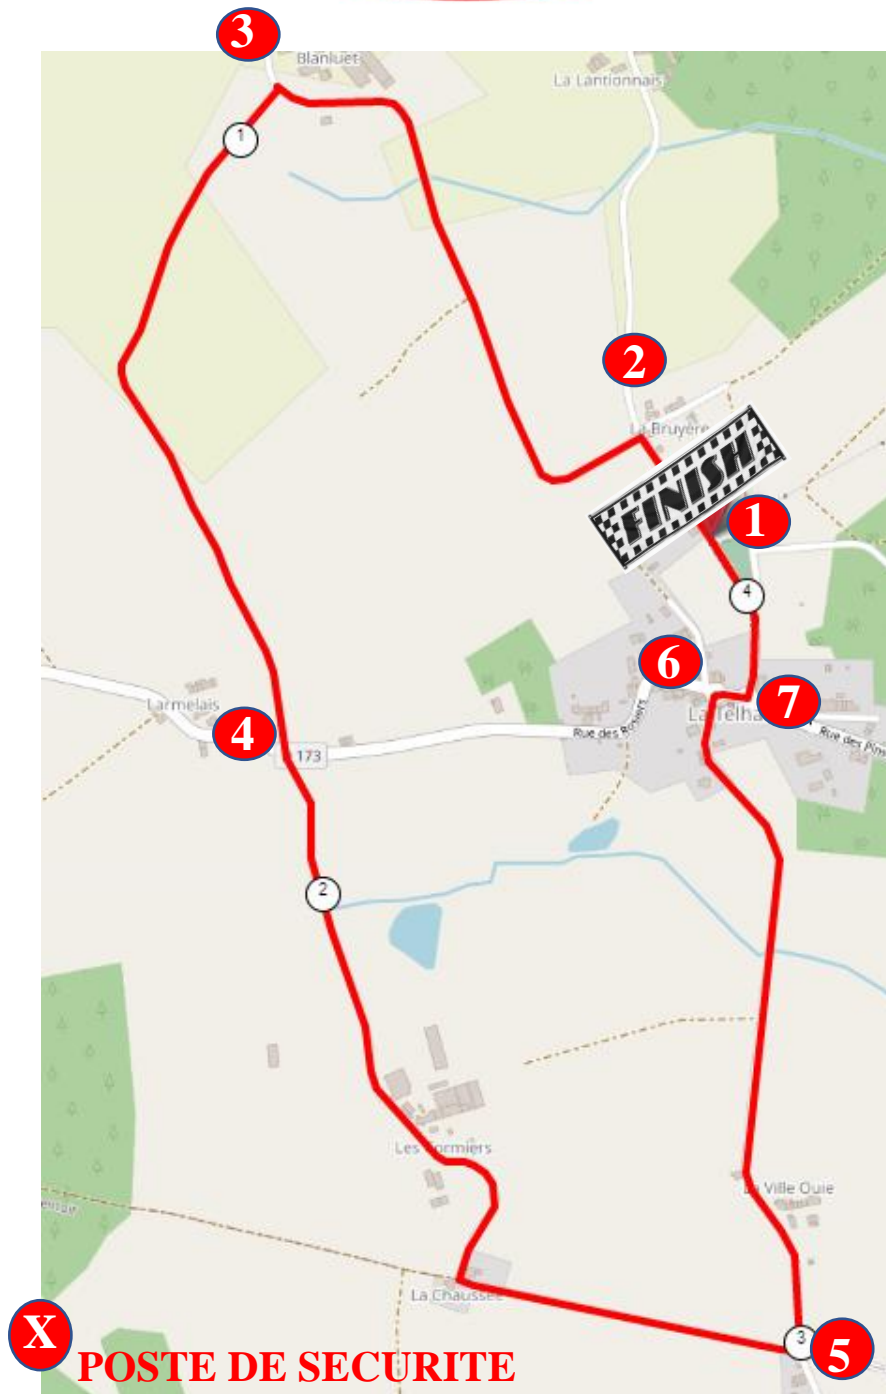 3
Blanluet
La Lantionnais
1
2
La Bruyère
FINISH
1
4
6
7
Larmelais
4
173
Rue des Rosiers
Rue des Pins
2
Les Cormiers
La Ville Ouie
La Chaussée
3
5
X
POSTE DE SECURITE